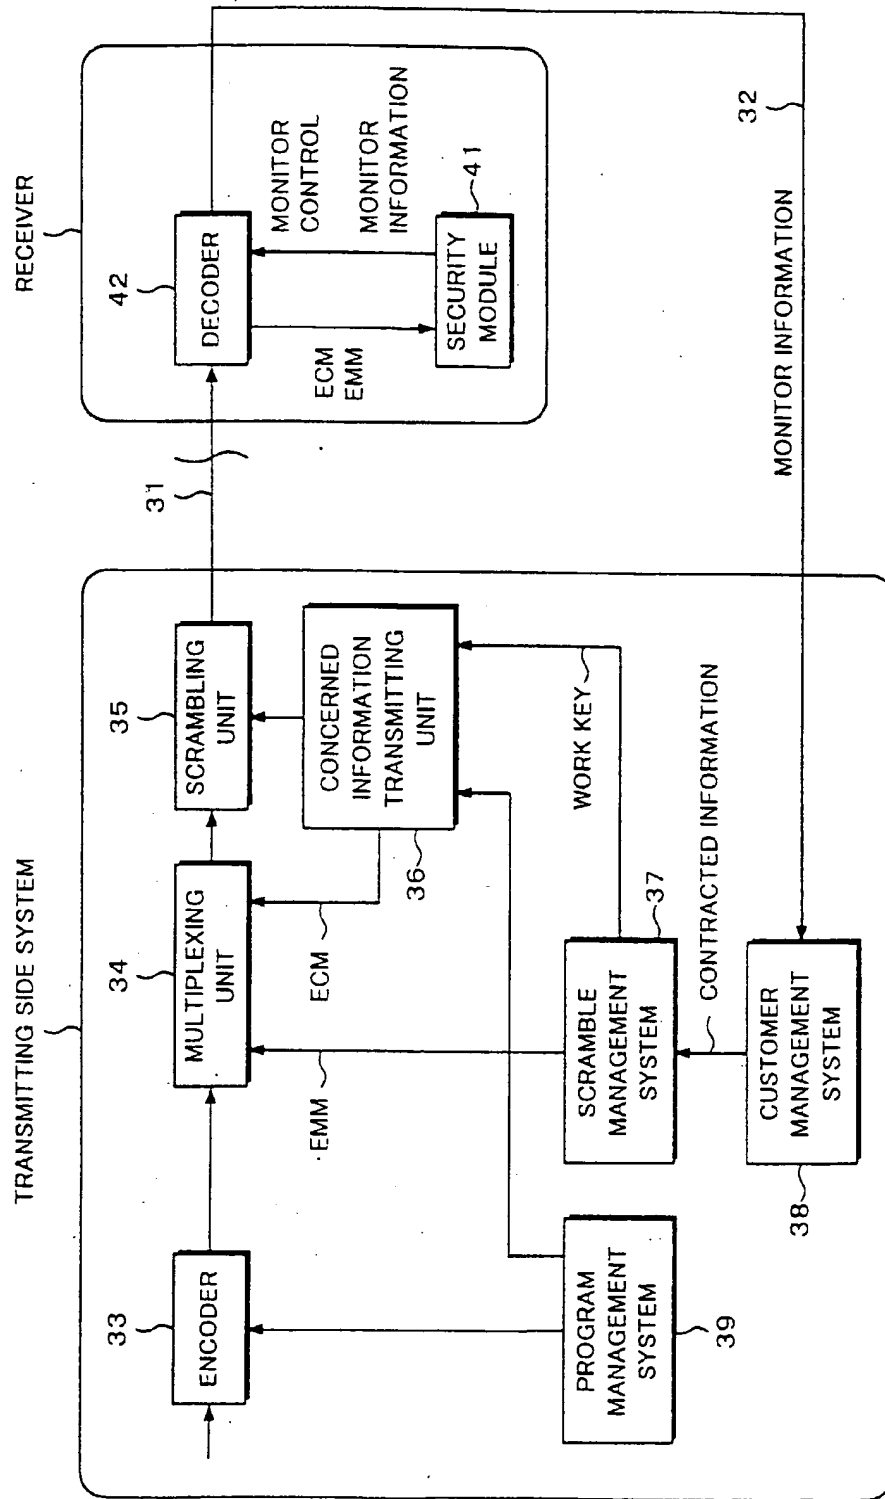 TRANSMITTING SIDE SYSTEM
RECEIVER
33
ENCODER
34
MULTIPLEXING
UNIT
35
SCRAMBLING
UNIT
31
42
DECODER
EMM
ECM
CONCERNED
INFORMATION
TRANSMITTING
UNIT
36
ECM
EMM
MONITOR
CONTROL
MONITOR
INFORMATION
SECURITY
MODULE
41
WORK KEY
PROGRAM
MANAGEMENT
SYSTEM
39
SCRAMBLE
MANAGEMENT
SYSTEM
37
CONTRACTED INFORMATION
CUSTOMER
MANAGEMENT
SYSTEM
38
MONITOR INFORMATION
32